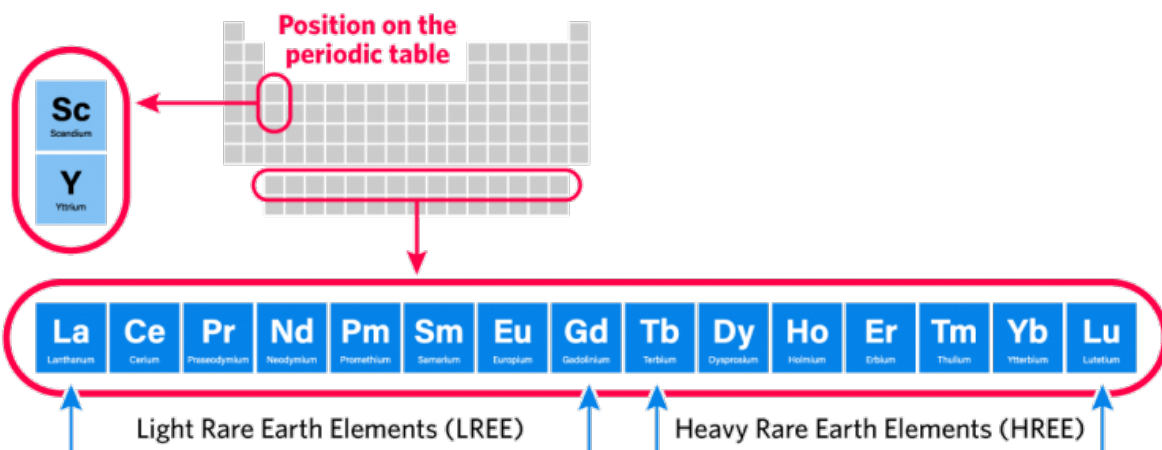 Position on the
periodic table
Sc
Scandium
Y
Yttrium
La Ce Pr Nd Pm Sm Eu Gd Tb Dy Ho Er Tm Yb Lu
Lanthanum Cerium Praseodymium Neodymium Promethium Samarium Europium Gadolinium Terbium Dysprosium Holmium Erbium Thulium Ytterbium Lutetium
Light Rare Earth Elements (LREE) Heavy Rare Earth Elements (HREE)